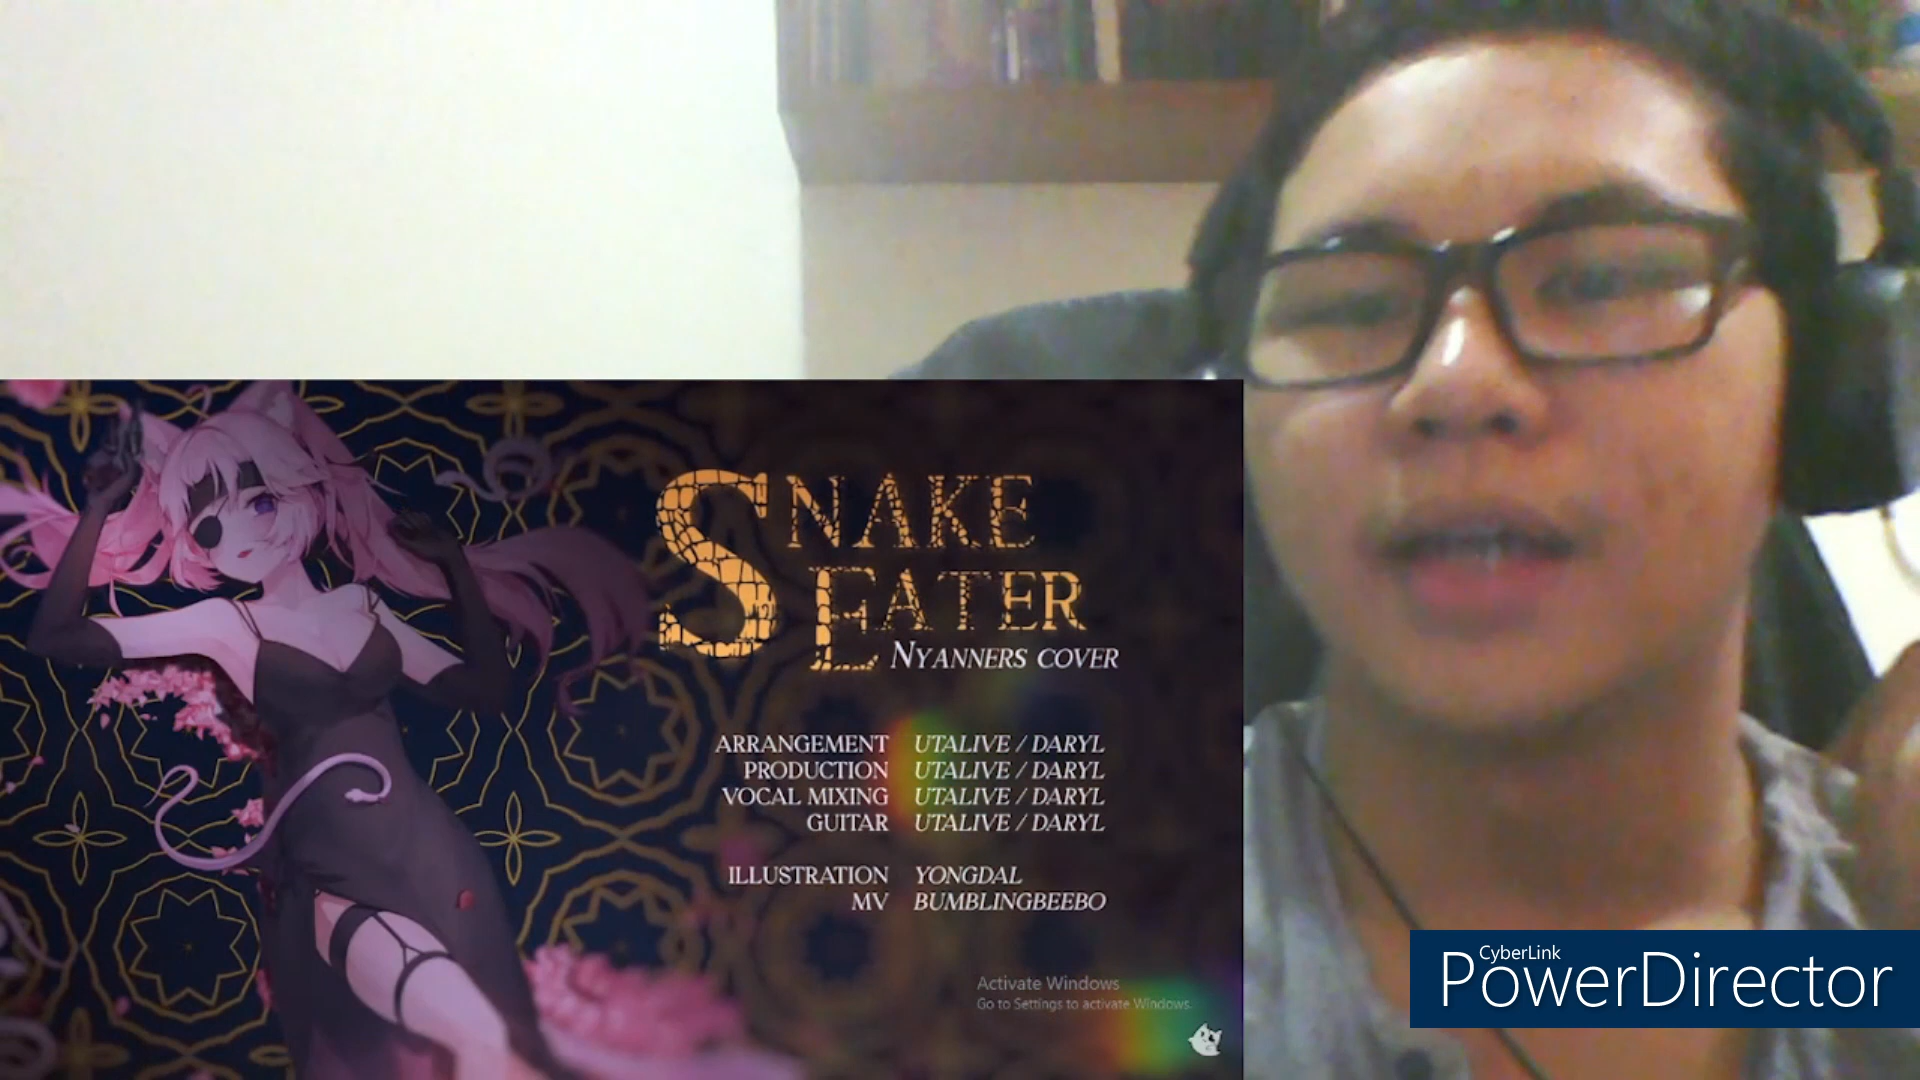 SNAKE
EATER
NYANNERS COVER
ARRANGEMENT UTALIVE / DARYL
PRODUCTION UTALIVE / DARYL
VOCAL MIXING UTALIVE / DARYL
GUITAR UTALIVE / DARYL
ILLUSTRATION YONGDAL
MV BUMBLINGBEEBO
Activate Windows
Go to Settings to activate Windows.
CyberLink
PowerDirector